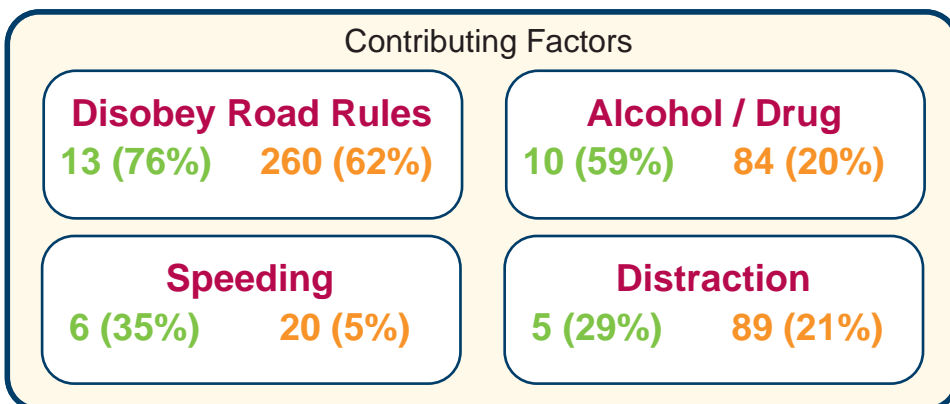 Contributing Factors
Disobey Road Rules
13 (76%) 260 (62%)
Alcohol / Drug
10 (59%) 84 (20%)
Speeding
6 (35%) 20 (5%)
Distraction
5 (29%) 89 (21%)